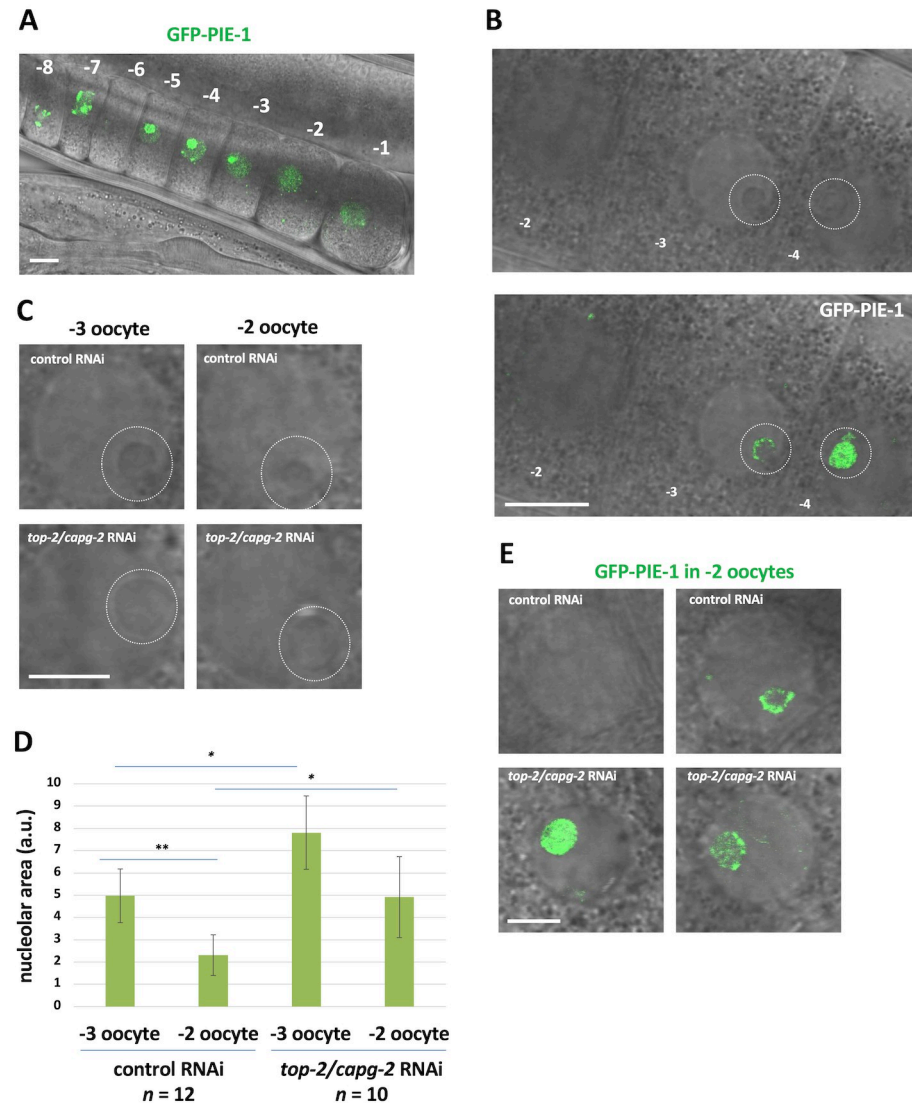 A
GFP-PIE-1
-8
-7
-6
-5
-4
-3
-2
-1
B
-2
-3
-4
GFP-PIE-1
-2
-3
-4
C
-3 oocyte
-2 oocyte
control RNAi
control RNAi
top-2/capg-2 RNAi
top-2/capg-2 RNAi
D
nucleolar area (a.u.)
10
9
8
7
6
5
4
3
2
1
0
*
*
**
-3 oocyte
-2 oocyte
-3 oocyte
-2 oocyte
control RNAi
n = 12
top-2/capg-2 RNAi
n = 10
E
GFP-PIE-1 in -2 oocytes
control RNAi
control RNAi
top-2/capg-2 RNAi
top-2/capg-2 RNAi